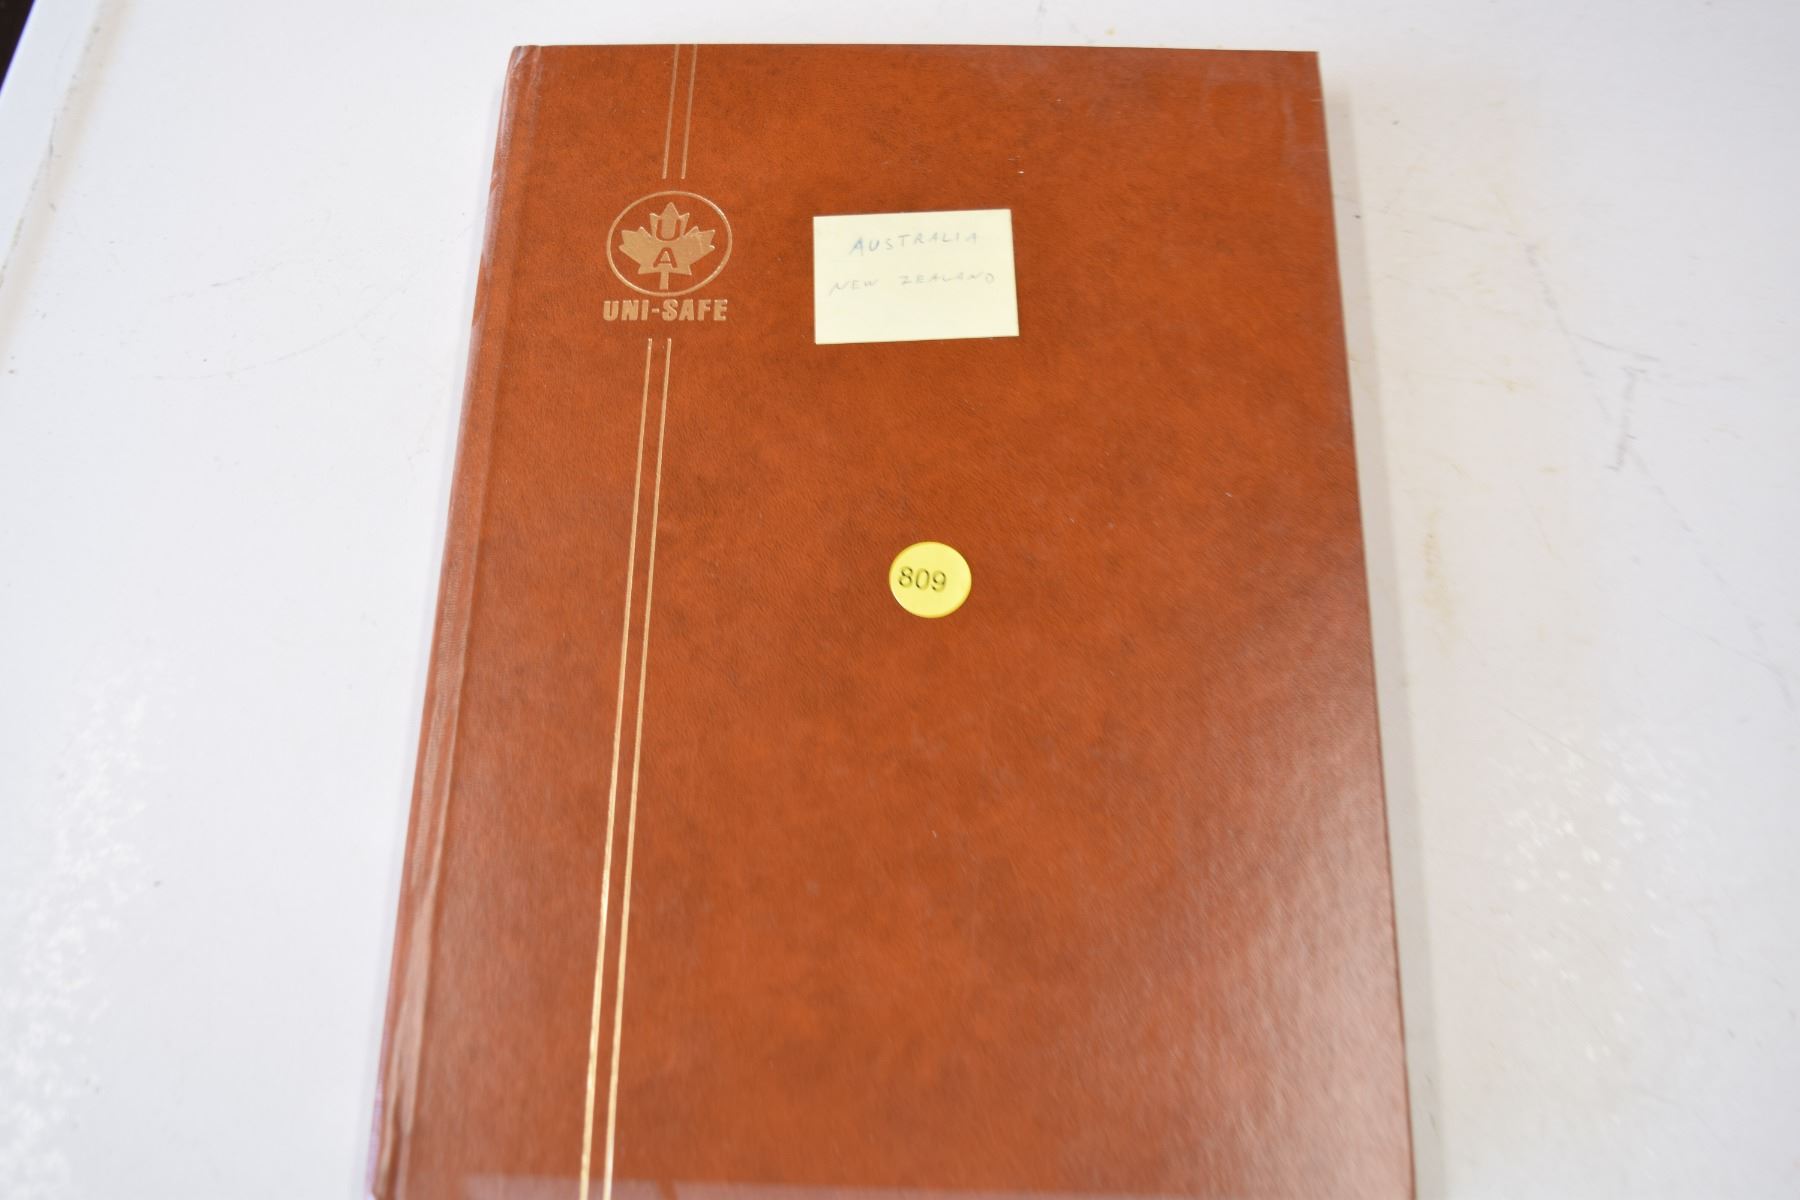 U
A
UNI-SAFE
AUSTRALIA
NEW ZEALAND
809